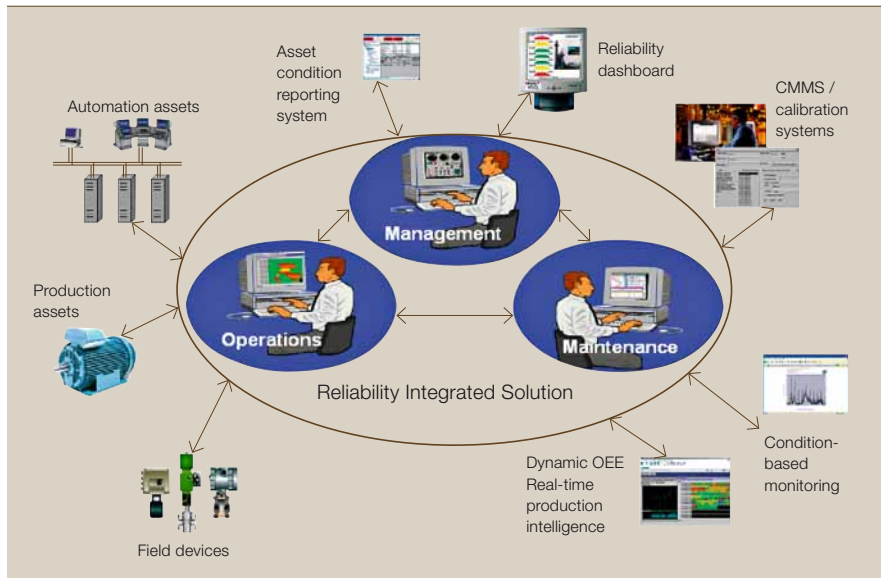 Asset
condition
reporting
system
Reliability
dashboard
CMMS /
calibration
systems
Automation assets
Management
Production
assets
Operations
Maintenance
Reliability Integrated Solution
Condition-
based
monitoring
Dynamic OEE
Real-time
production
intelligence
Field devices